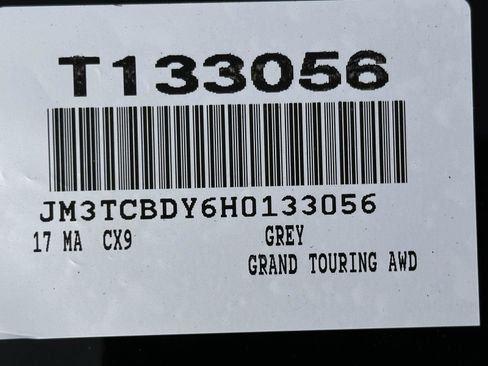 T133056
JM3TCBDY6H0133056
17 MA CX9 GREY
GRAND TOURING AWD